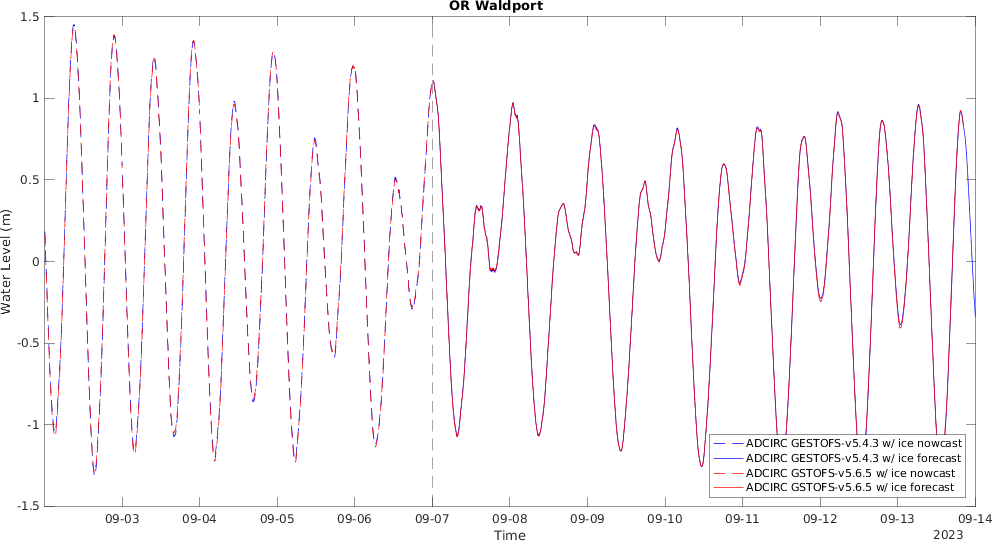 OR Waldport
1.5
1
0.5
0
-0.5
-1
-1.5
Water Level (m)
09-03 09-04 09-05 09-06 09-07 09-08 09-09 09-10 09-11 09-12 09-13 09-14
Time
2023
ADCIRC GESTOFS-v5.4.3 w/ ice nowcast
ADCIRC GESTOFS-v5.4.3 w/ ice forecast
ADCIRC GSTOFS-v5.6.5 w/ ice nowcast
ADCIRC GSTOFS-v5.6.5 w/ ice forecast